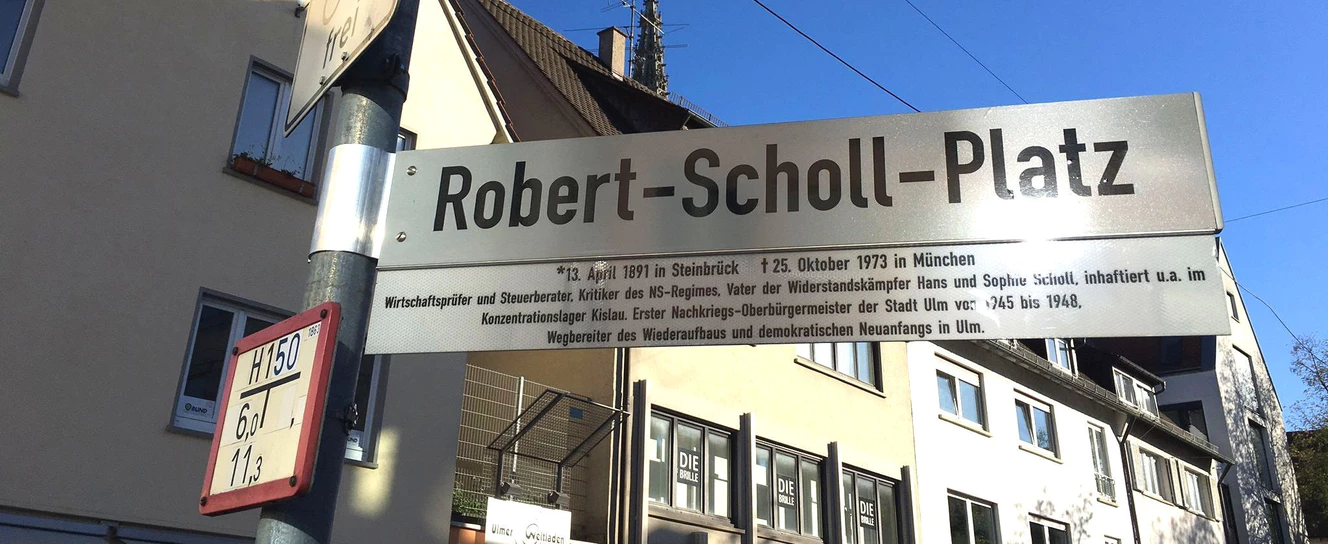 frei
Robert-Scholl-Platz
*13. April 1891 in Steinbrück †25. Oktober 1973 in München
Wirtschaftsprüfer und Steuerberater, Kritiker des NS-Regimes, Vater der Widerstandskämpfer Hans und Sophie Scholl, inhaftiert u.a. im
Konzentrationslager Kislau. Erster Nachkriegs-Oberbürgermeister der Stadt Ulm von 1945 bis 1948,
Wegbereiter des Wiederaufbaus und demokratischen Neuanfangs in Ulm.
H150
6,0
11,3
BUND
DIE
BRILLE
DIE
BRILLE
DIE
BRILLE
Ulmer Weltladen